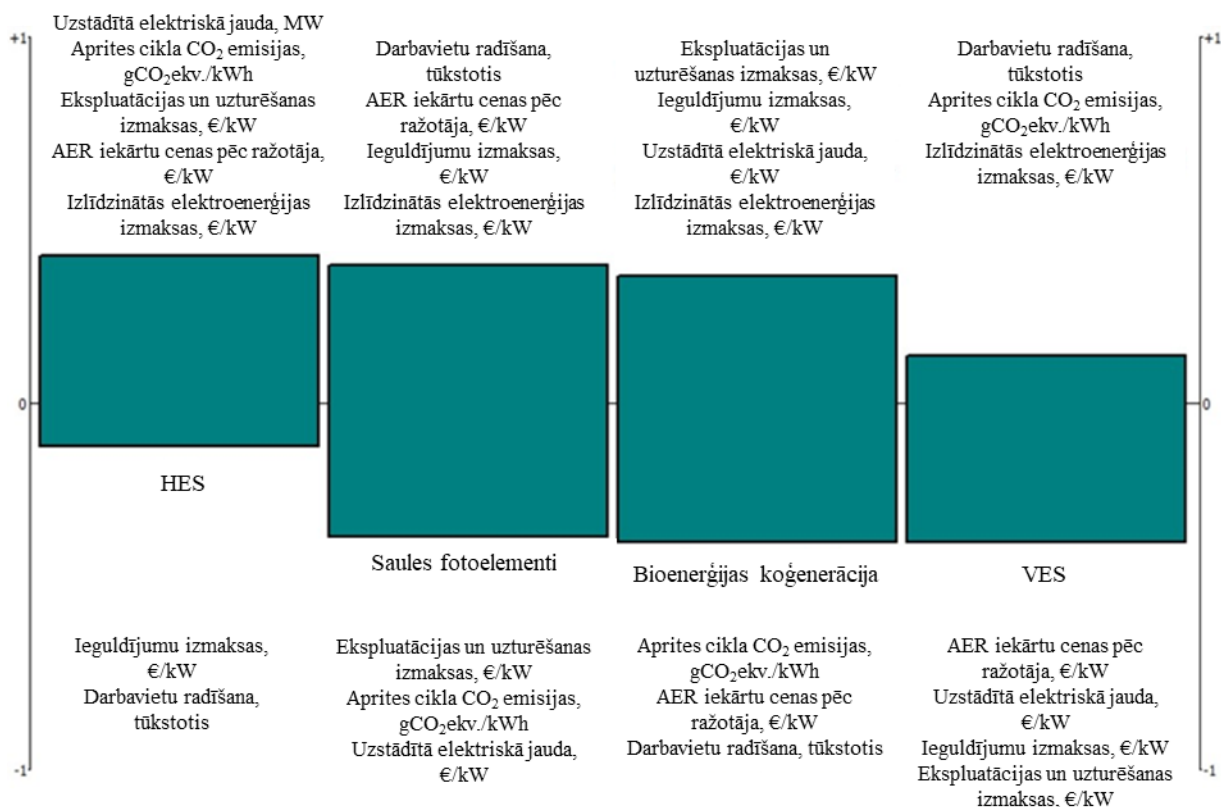 +1
0
-1
Uzstādītā elektriskā jauda, MW
Aprites cikla CO₂ emisijas,
gCO₂ekv./kWh
Ekspluatācijas un uzturēšanas
izmaksas, €/kW
AER iekārtu cenas pēc ražotāja,
€/kW
Izlīdzinātās elektroenerģijas
izmaksas, €/kW
HES
Ieguldījumu izmaksas,
€/kW
Darbavietu radīšana,
tūkstotis
Darbavietu radīšana,
tūkstotis
AER iekārtu cenas pēc
ražotāja, €/kW
Ieguldījumu izmaksas,
€/kW
Izlīdzinātās elektroenerģijas
izmaksas, €/kW
Saules fotoelementi
Ekspluatācijas un uzturēšanas
izmaksas, €/kW
Aprites cikla CO₂ emisijas,
gCO₂ekv./kWh
Uzstādītā elektriskā jauda,
€/kW
Ekspluatācijas un
uzturēšanas izmaksas, €/kW
Ieguldījumu izmaksas,
€/kW
Uzstādītā elektriskā jauda,
€/kW
Izlīdzinātās elektroenerģijas
izmaksas, €/kW
Bioenerģijas koģenerācija
Aprites cikla CO₂ emisijas,
gCO₂ekv./kWh
AER iekārtu cenas pēc
ražotāja, €/kW
Darbavietu radīšana, tūkstotis
Darbavietu radīšana,
tūkstotis
Aprites cikla CO₂ emisijas,
gCO₂ekv./kWh
Izlīdzinātās elektroenerģijas
izmaksas, €/kW
VES
AER iekārtu cenas pēc
ražotāja, €/kW
Uzstādītā elektriskā jauda,
€/kW
Ieguldījumu izmaksas, €/kW
Ekspluatācijas un uzturēšanas
izmaksas, €/kW
+1
0
-1